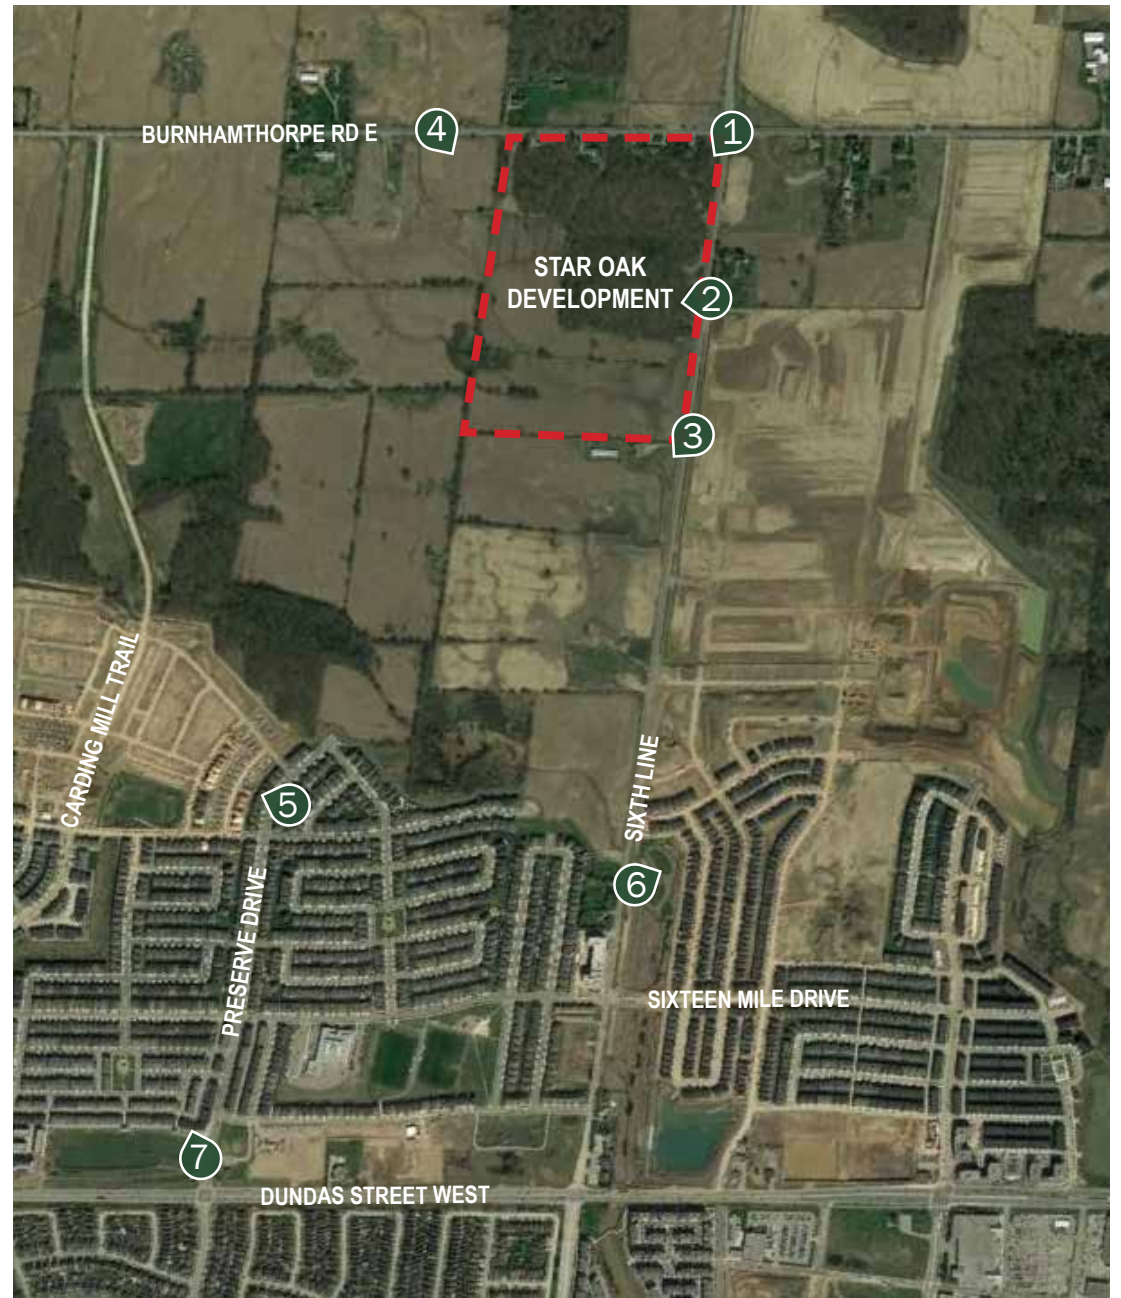 BURNHAMTHORPE RD E
4
1
STAR OAK
DEVELOPMENT
2
3
CARDING MILL TRAIL
SIXTH LINE
5
6
PRESERVE DRIVE
SIXTEEN MILE DRIVE
7
DUNDAS STREET WEST